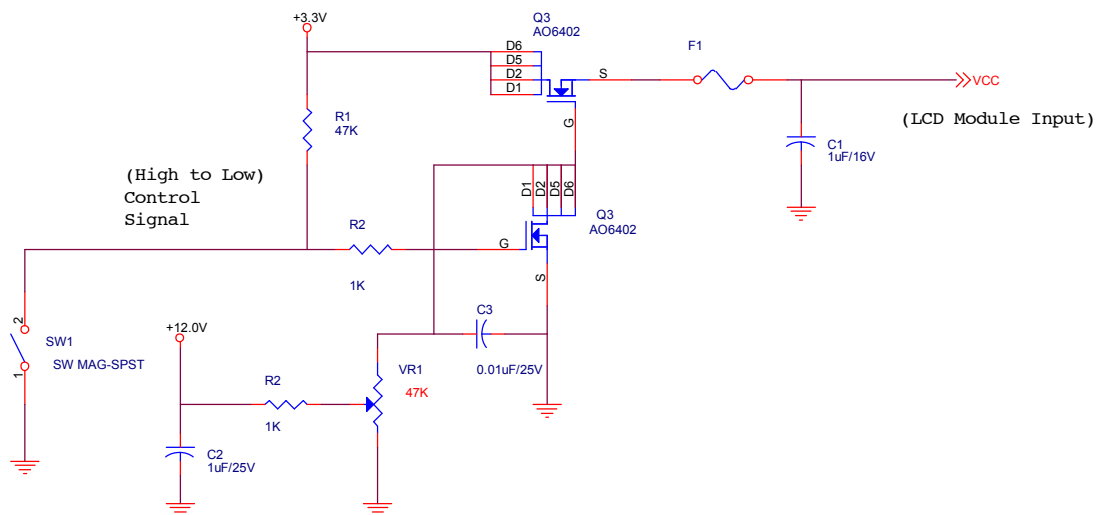 +3.3V
Q3
AO6402
D6
D5
D2
D1
S
G
F1
VCC
(LCD Module Input)
R1
47K
C1
1uF/16V
(High to Low)
Control
Signal
D1
D2
D5
D6
Q3
AO6402
R2
1K
G
S
C3
0.01uF/25V
2
1
SW1
SW MAG-SPST
+12.0V
R2
1K
VR1
47K
C2
1uF/25V